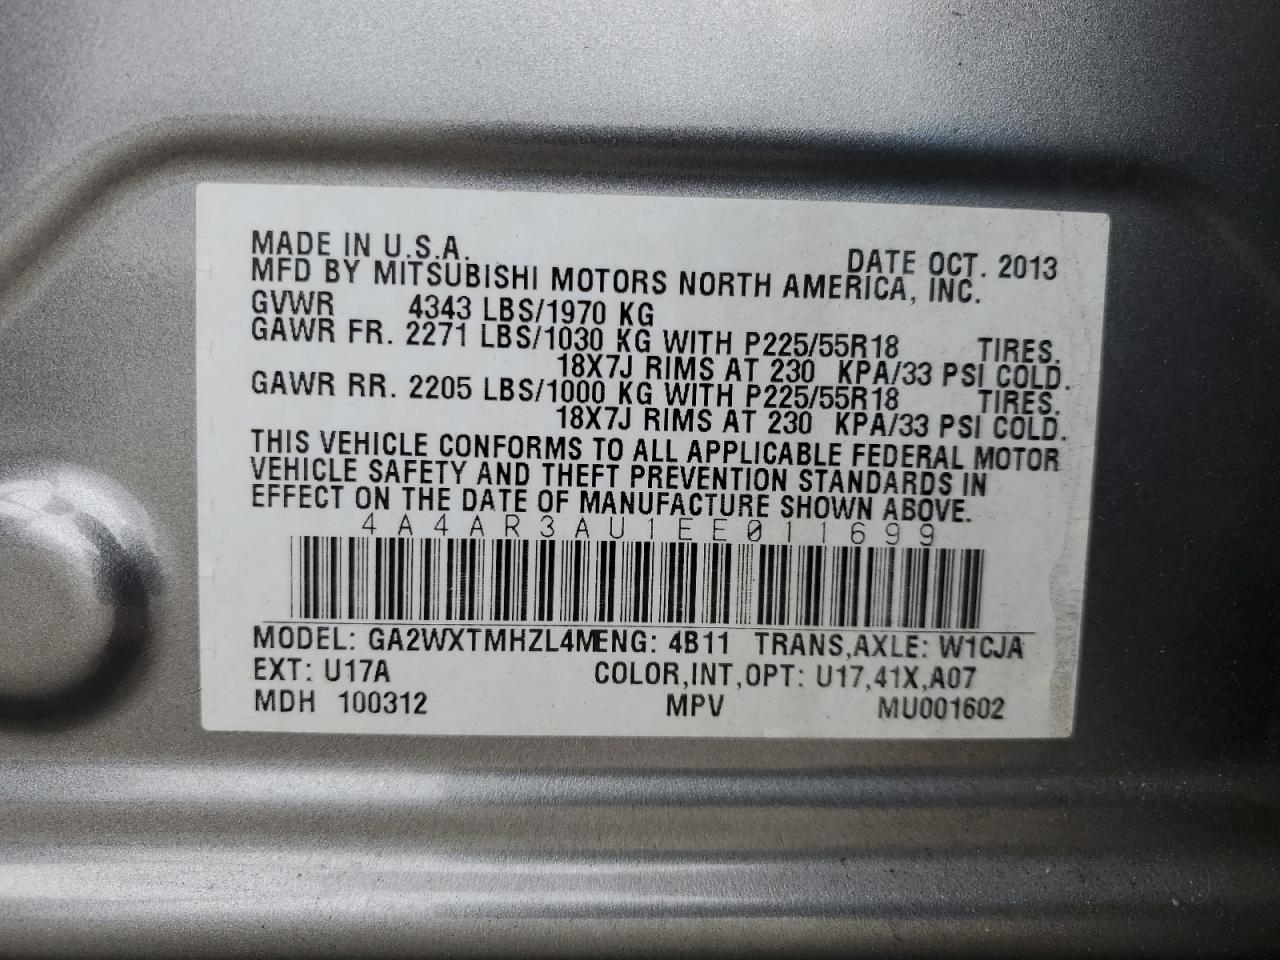 MADE IN U.S.A. DATE OCT. 2013
MFD BY MITSUBISHI MOTORS NORTH AMERICA, INC.
GVWR 4343 LBS/1970 KG
GAWR FR. 2271 LBS/1030 KG WITH P225/55R18 TIRES.
18X7J RIMS AT 230 KPA/33 PSI COLD.
GAWR RR. 2205 LBS/1000 KG WITH P225/55R18 TIRES.
18X7J RIMS AT 230 KPA/33 PSI COLD.
THIS VEHICLE CONFORMS TO ALL APPLICABLE FEDERAL MOTOR
VEHICLE SAFETY AND THEFT PREVENTION STANDARDS IN
EFFECT ON THE DATE OF MANUFACTURE SHOWN ABOVE.
4A4AR3AU1EE011699
MODEL: GA2WXTMHZL4MENG: 4B11 TRANS,AXLE: W1CJA
EXT: U17A COLOR,INT,OPT: U17,41X,A07
MDH 100312 MPV MU001602